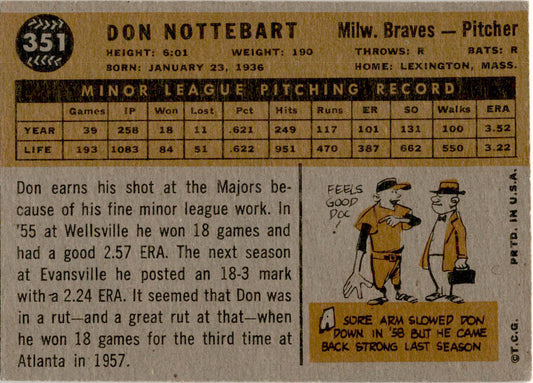 351
DON NOTTEBART
Milw. Braves — Pitcher
HEIGHT: 6:01 WEIGHT: 190 THROWS: R BATS: R
BORN: JANUARY 23, 1936 HOME: LEXINGTON, MASS.
MINOR LEAGUE PITCHING RECORD
Games IP Won Lost Pct Hits Runs ER SO Walks ERA
YEAR 39 258 18 11 .621 249 117 101 131 100 3.52
LIFE 193 1083 84 51 .622 951 470 387 662 550 3.22
Don earns his shot at the Majors be-
cause of his fine minor league work. In
'55 at Wellsville he won 18 games and
had a good 2.57 ERA. The next season
at Evansville he posted an 18-3 mark
with a 2.24 ERA. It seemed that Don was
in a rut—and a great rut at that—when
he won 18 games for the third time at
Atlanta in 1957.
FEELS
GOOD
DOC!
A SORE ARM SLOWED DON
DOWN IN '58 BUT HE CAME
BACK STRONG LAST SEASON
©T.C.G. PRTD. IN U.S.A.